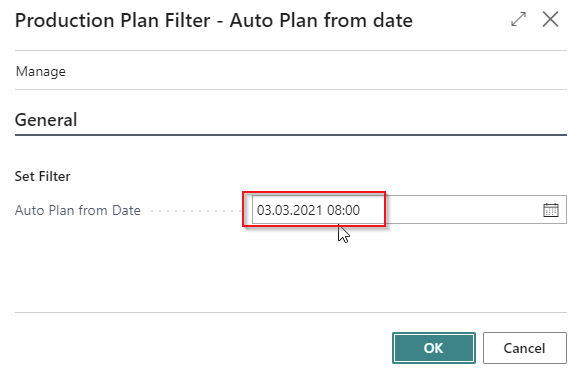 Production Plan Filter - Auto Plan from date
Manage
General
Set Filter
Auto Plan from Date 03.03.2021 08:00
OK Cancel